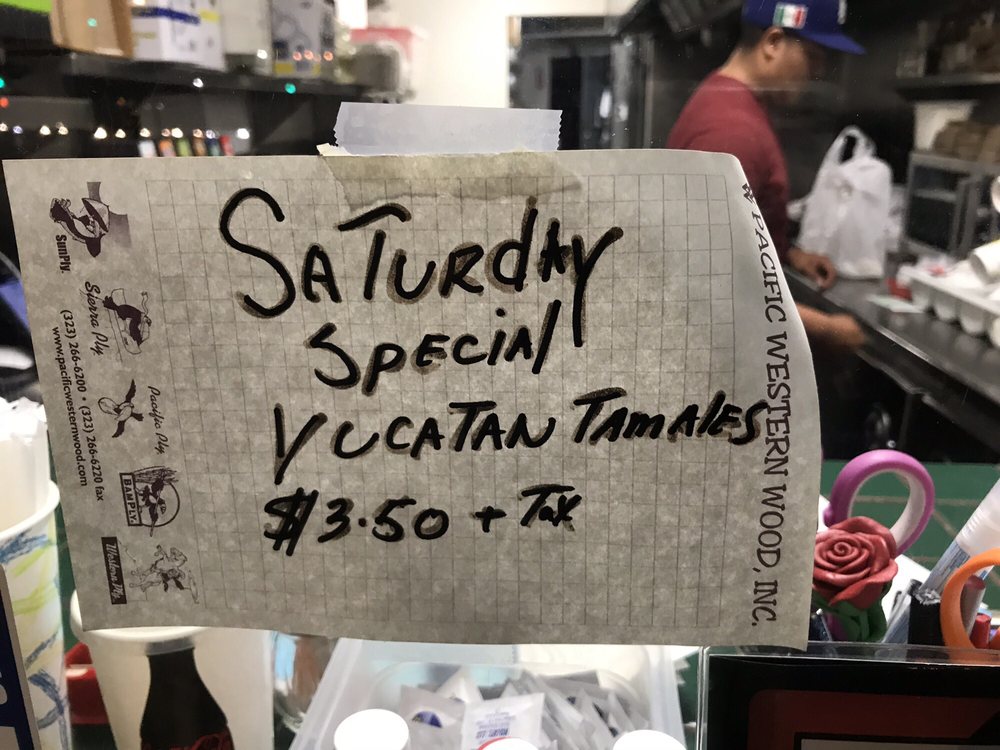 SATURdAY
SPECIAl
YUCATAN TAMALES
$3.50 + Tax
SunPly.
Sierra Ply
(323) 266-6200 • (323) 266-6220 fax
www.pacificwesternwood.com
Pacific Ply
BAMPLY.
Western Ply.
PACIFIC WESTERN WOOD, INC.